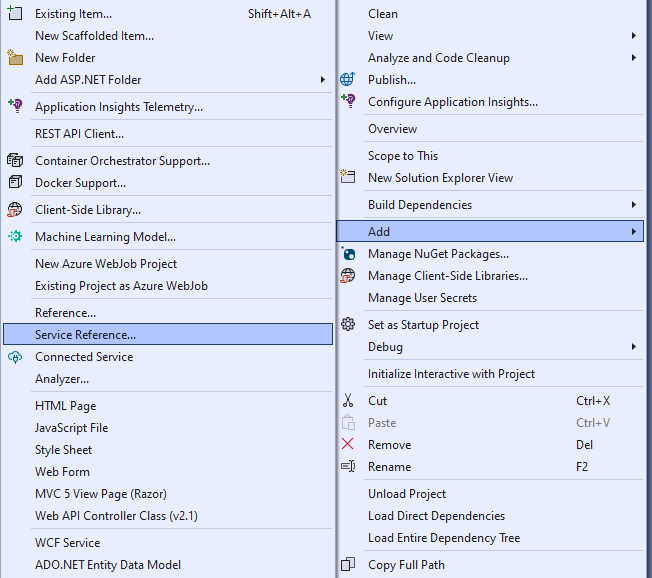 Existing Item... Shift+Alt+A
New Scaffolded Item...
New Folder
Add ASP.NET Folder
Application Insights Telemetry...
REST API Client...
Container Orchestrator Support...
Docker Support...
Client-Side Library...
Machine Learning Model...
New Azure WebJob Project
Existing Project as Azure WebJob
Reference...
Service Reference...
Connected Service
Analyzer...
HTML Page
JavaScript File
Style Sheet
Web Form
MVC 5 View Page (Razor)
Web API Controller Class (v2.1)
WCF Service
ADO.NET Entity Data Model
Clean
View
Analyze and Code Cleanup
Publish...
Configure Application Insights...
Overview
Scope to This
New Solution Explorer View
Build Dependencies
Add
Manage NuGet Packages...
Manage Client-Side Libraries...
Manage User Secrets
Set as Startup Project
Debug
Initialize Interactive with Project
Cut Ctrl+X
Paste Ctrl+V
Remove Del
Rename F2
Unload Project
Load Direct Dependencies
Load Entire Dependency Tree
Copy Full Path